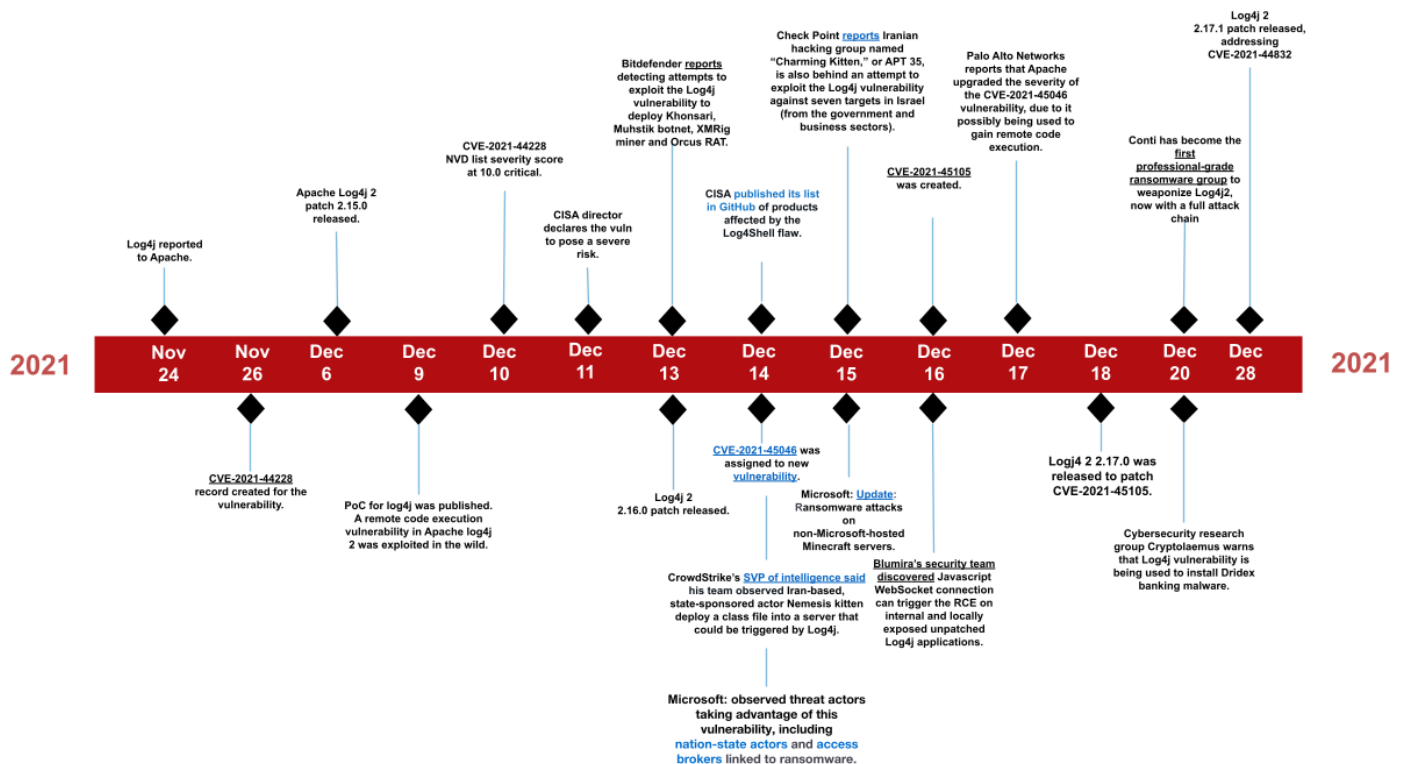 Log4j 2
2.17.1 patch released,
addressing
CVE-2021-44832
Check Point reports Iranian
hacking group named
“Charming Kitten,” or APT 35,
is also behind an attempt to
exploit the Log4j vulnerability
against seven targets in Israel
(from the government and
business sectors).
Palo Alto Networks
reports that Apache
upgraded the severity of
the CVE-2021-45046
vulnerability, due to it
possibly being used to
gain remote code
execution.
Bitdefender reports
detecting attempts to
exploit the Log4j
vulnerability to
deploy Khonsari,
Muhstik botnet, XMRig
miner and Orcus RAT.
Conti has become the
first
professional-grade
ransomware group to
weaponize Log4j2,
now with a full attack
chain
CVE-2021-44228
NVD list severity score
at 10.0 critical.
CVE-2021-45105
was created.
Apache Log4j 2
patch 2.15.0
released.
CISA published its list
in GitHub of products
affected by the
Log4Shell flaw.
CISA director
declares the vuln
to pose a severe
risk.
Log4j reported
to Apache.
2021
Nov
24
Nov
26
Dec
6
Dec
9
Dec
10
Dec
11
Dec
13
Dec
14
Dec
15
Dec
16
Dec
17
Dec
18
Dec
20
Dec
28
2021
CVE-2021-44228
record created for the
vulnerability.
PoC for log4j was published.
A remote code execution
vulnerability in Apache log4j
2 was exploited in the wild.
Log4j 2
2.16.0 patch released.
CVE-2021-45046 was
assigned to new
vulnerability.
CrowdStrike’s SVP of intelligence said
his team observed Iran-based,
state-sponsored actor Nemesis kitten
deploy a class file into a server that
could be triggered by Log4j.
Microsoft: observed threat actors
taking advantage of this
vulnerability, including
nation-state actors and access
brokers linked to ransomware.
Microsoft: Update:
Ransomware attacks
on
non-Microsoft-hosted
Minecraft servers.
Blumira’s security team
discovered Javascript
WebSocket connection
can trigger the RCE on
internal and locally
exposed unpatched
Log4j applications.
Logj4 2 2.17.0 was
released to patch
CVE-2021-45105.
Cybersecurity research
group Cryptolaemus warns
that Log4j vulnerability is
being used to install Dridex
banking malware.